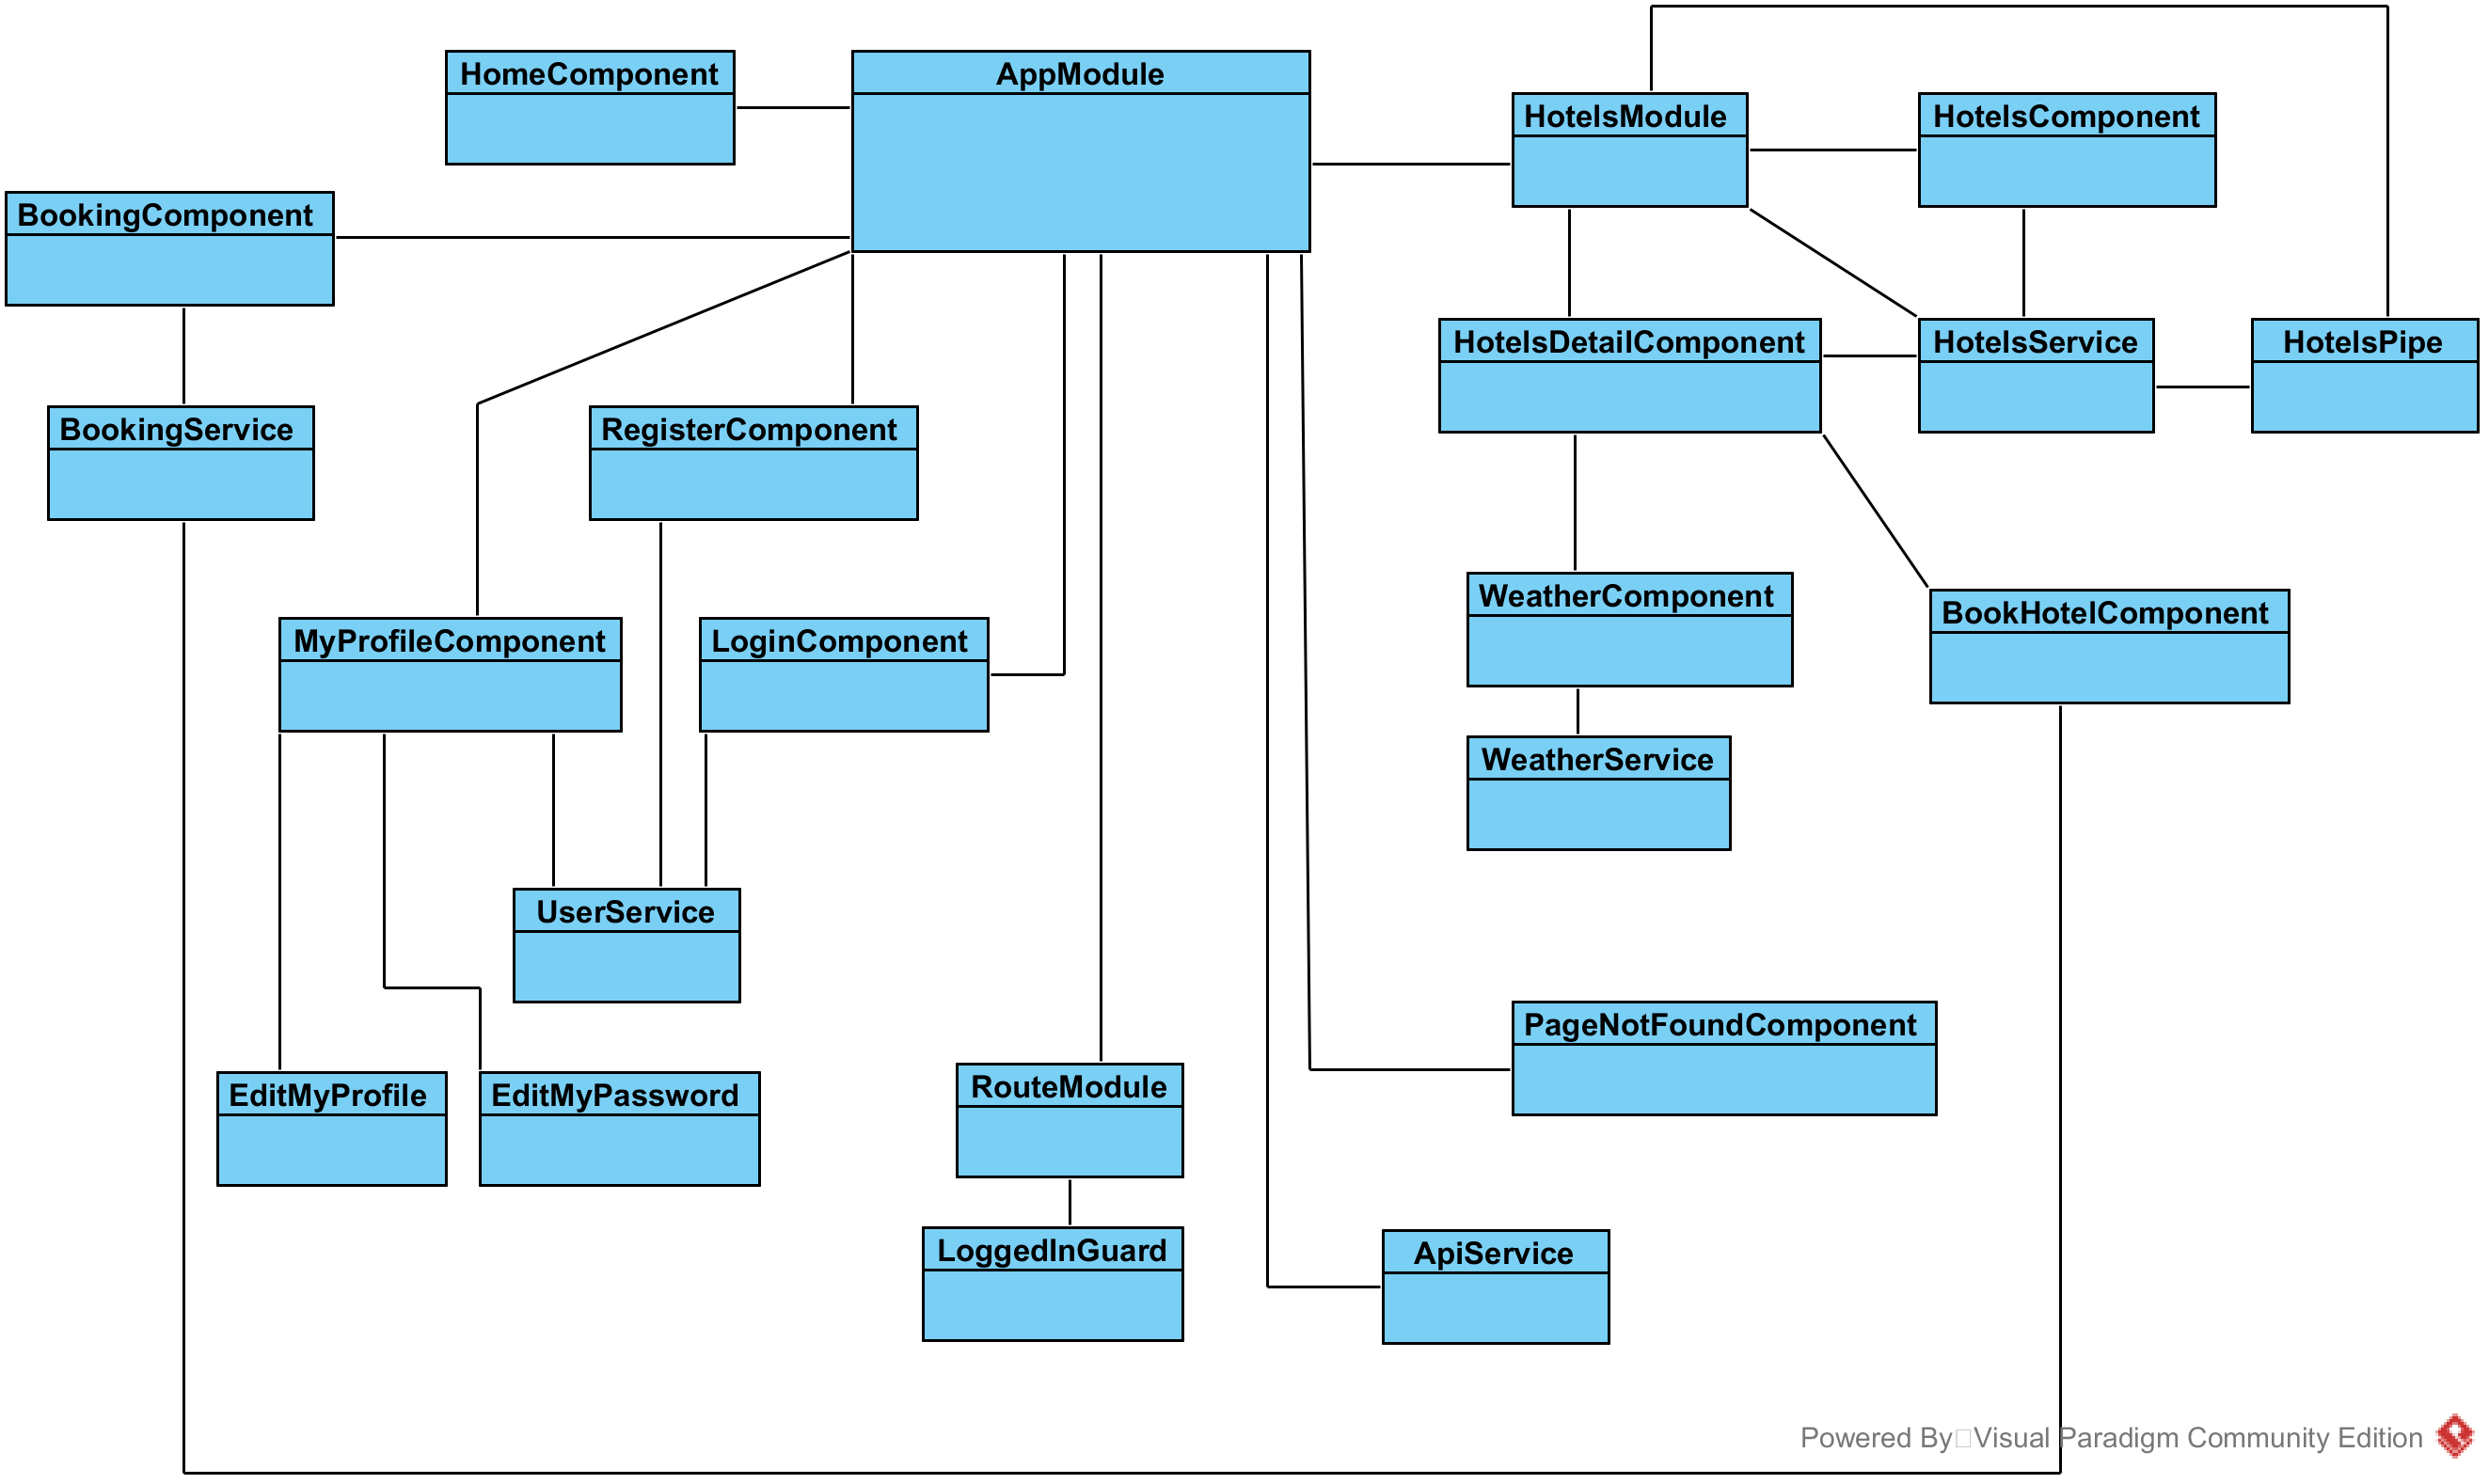 HomeComponent
AppModule
HotelsModule
HotelsComponent
BookingComponent
HotelsDetailComponent
HotelsService
HotelsPipe
BookingService
RegisterComponent
WeatherComponent
BookHotelComponent
MyProfileComponent
LoginComponent
WeatherService
UserService
PageNotFoundComponent
EditMyProfile
EditMyPassword
RouteModule
LoggedInGuard
ApiService
Powered By□Visual Paradigm Community Edition